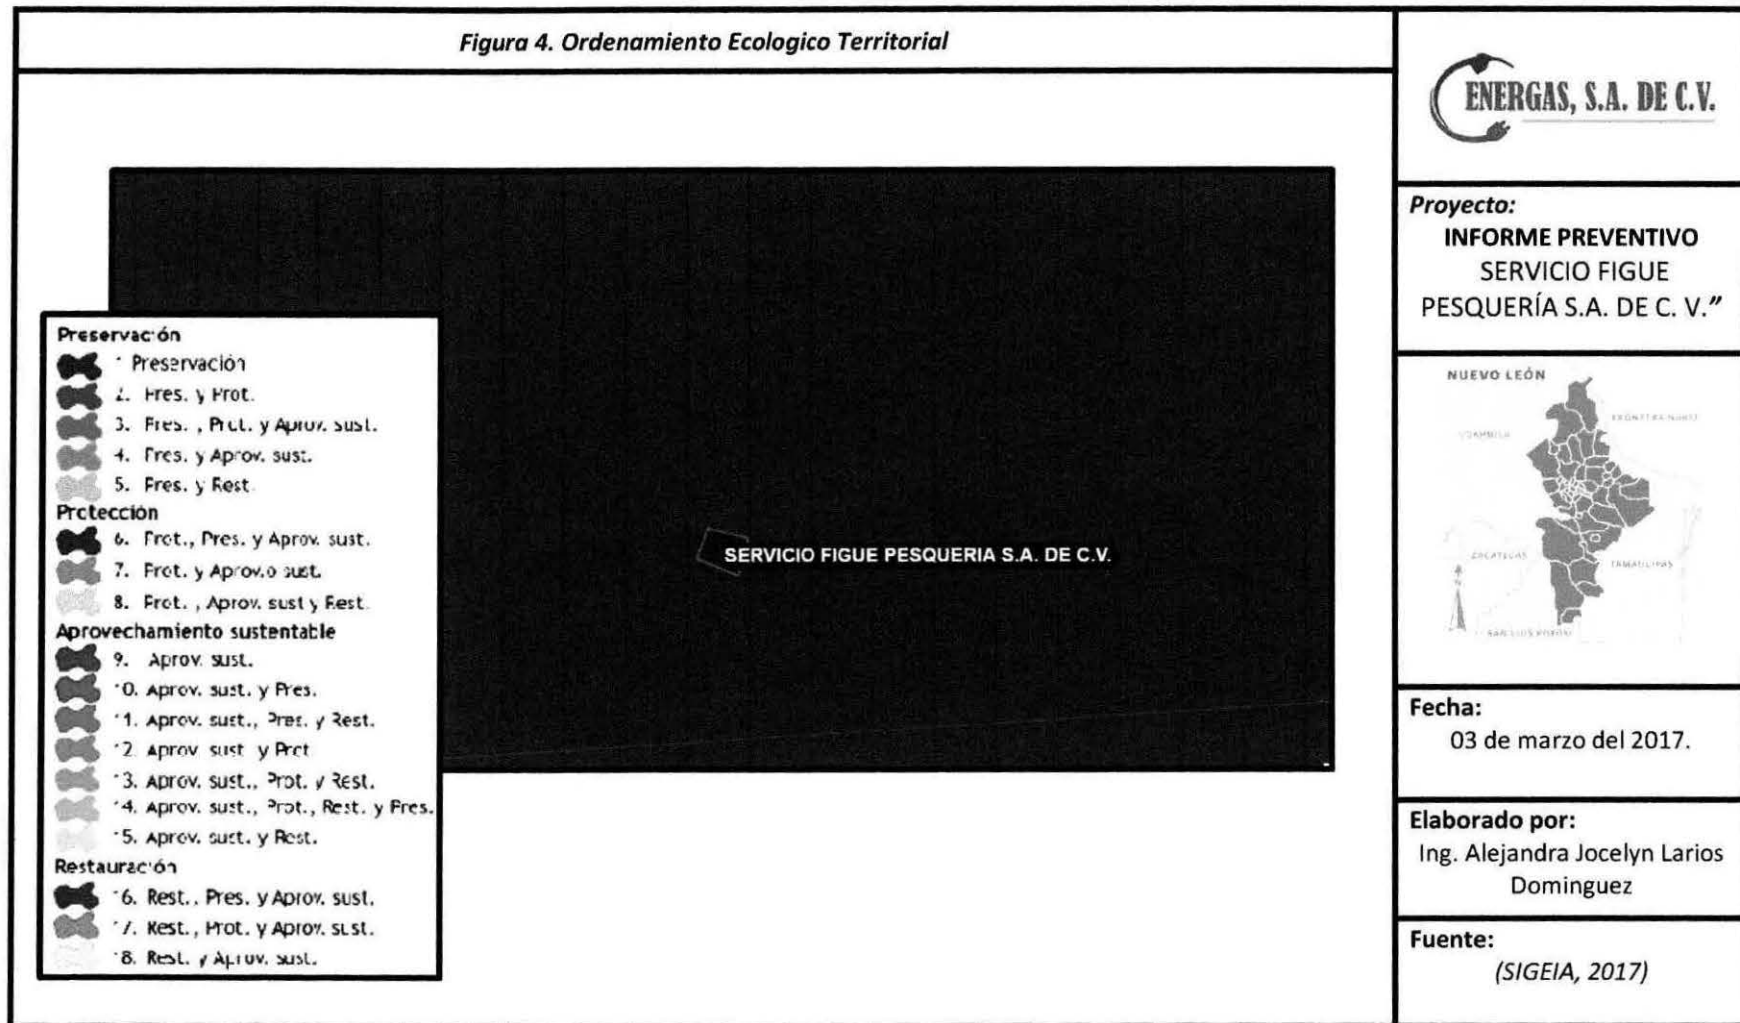 Figura 4. Ordenamiento Ecologico Territorial
ENERGAS, S.A. DE C.V.
Proyecto:
INFORME PREVENTIVO
SERVICIO FIGUE
PESQUERÍA S.A. DE C. V.”
NUEVO LEÓN
COAHUILA
ZACATECAS
TAMAULIPAS
SAN LUIS POTOSI
Fecha:
03 de marzo del 2017.
Elaborado por:
Ing. Alejandra Jocelyn Larios
Dominguez
Fuente:
(SIGEIA, 2017)
SERVICIO FIGUE PESQUERIA S.A. DE C.V.
Preservación
1 Preservación
2. Pres. y Prot.
3. Pres. , Prot. y Aprov. sust.
4. Pres. y Aprov. sust.
5. Pres. y Rest.
Protección
6. Prot., Pres. y Aprov. sust.
7. Prot. y Aprov.o sust.
8. Prot. , Aprov. sust y Rest.
Aprovechamiento sustentable
9. Aprov. sust.
10. Aprov. sust. y Pres.
11. Aprov. sust., Pres. y Rest.
12. Aprov. sust. y Prot
13. Aprov. sust., Prot. y Rest.
14. Aprov. sust., Prot., Rest. y Pres.
15. Aprov. sust. y Rest.
Restauración
16. Rest., Pres. y Aprov. sust.
17. Rest., Prot. y Aprov. sust.
18. Rest. y Aprov. sust.